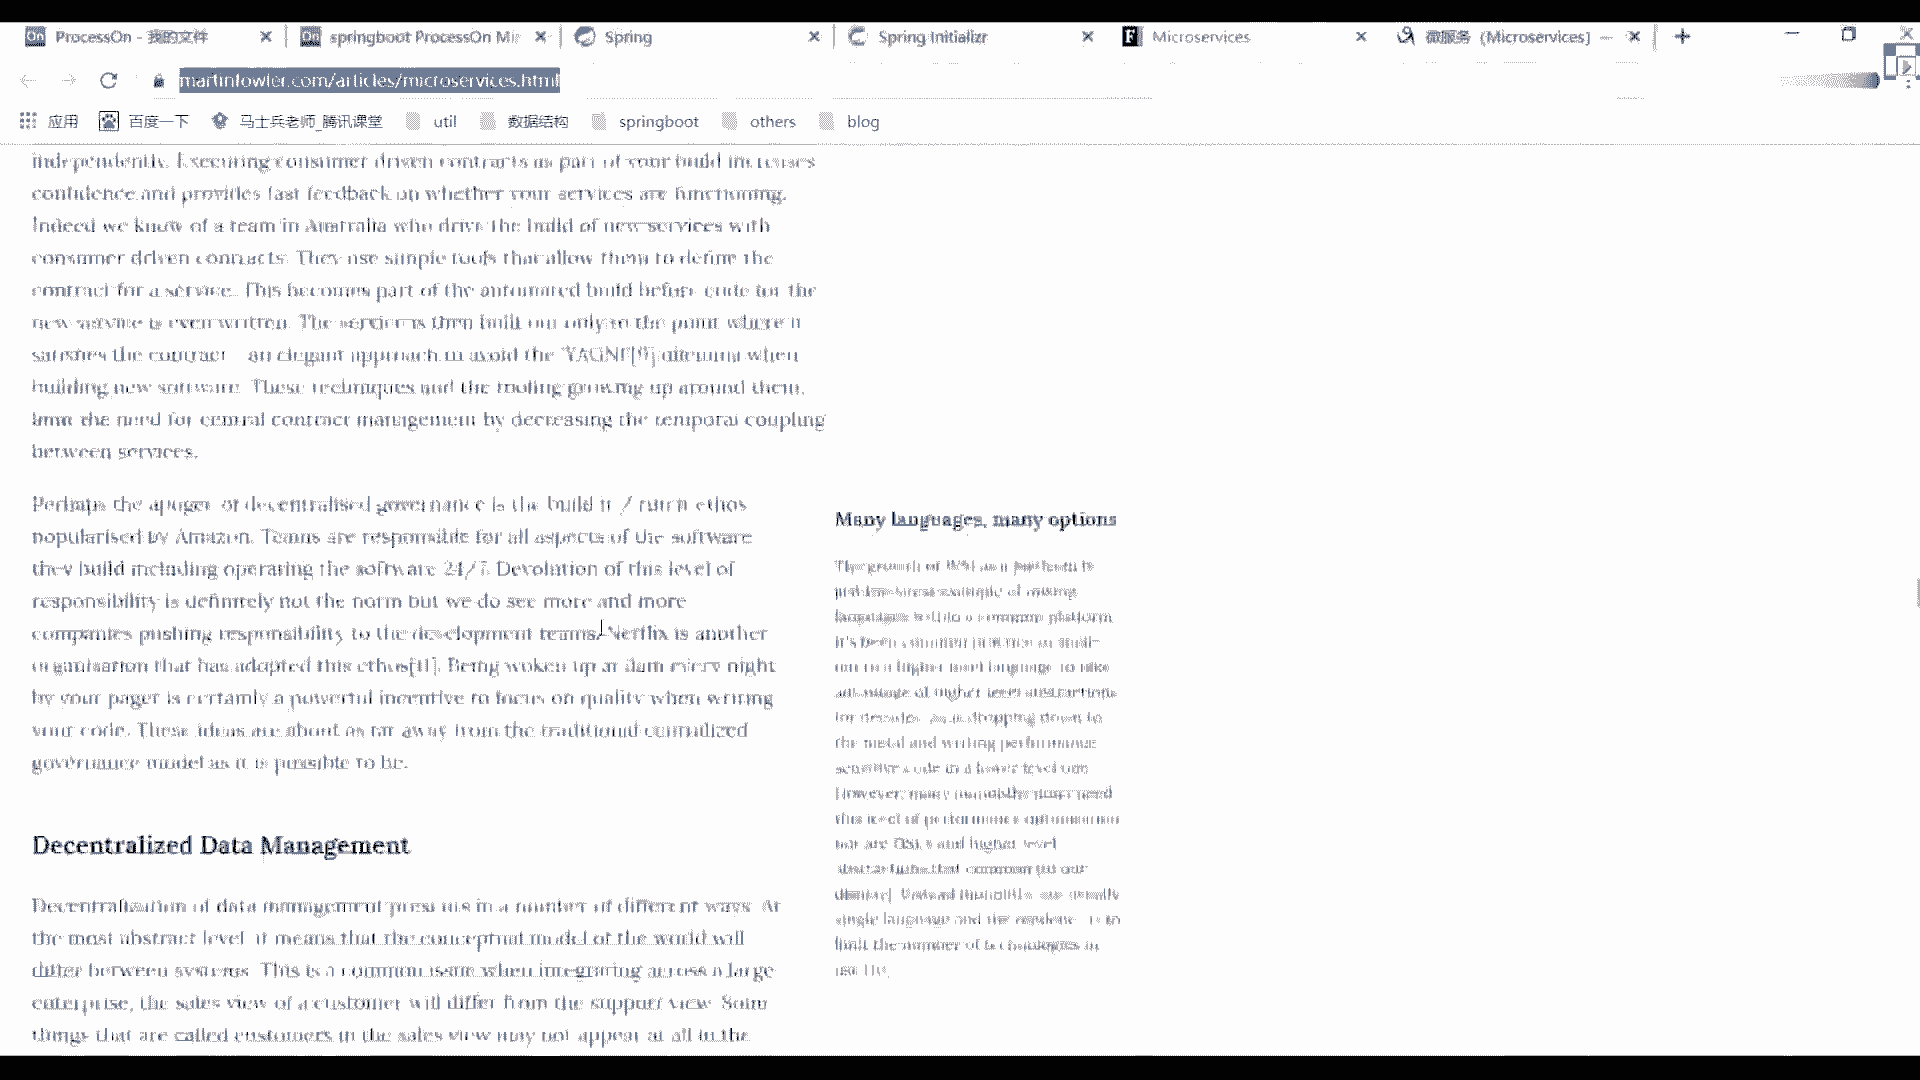 ProcessOn - 我的文件
springboot ProcessOn Mi
Spring
Spring Initializr
Microservices
微服务 (Microservices) —
martinfowler.com/articles/microservices.html
应用
百度一下
马士兵老师_腾讯课堂
util
数据结构
springboot
others
blog
independently. Executing consumer driven contracts as part of your build increases
confidence and provides fast feedback on whether your services are functioning.
Indeed we know of a team in Australia who drive the build of new services with
consumer driven contracts. They use simple tools that allow them to define the
contract for a service. This becomes part of the automated build before code for the
new service is even written. The service is then built out only to the point where it
satisfies the contract - an elegant approach to avoid the 'YAGNI'[9] dilemma when
building new software. These techniques and the tooling growing up around them,
limit the need for central contract management by decreasing the temporal coupling
between services.
Perhaps the apogee of decentralised governance is the build it / run it ethos
popularised by Amazon. Teams are responsible for all aspects of the software
they build including operating the software 24/7. Devolution of this level of
responsibility is definitely not the norm but we do see more and more
companies pushing responsibility to the development teams. Netflix is another
organisation that has adopted this ethos[11]. Being woken up at 3am every night
by your pager is certainly a powerful incentive to focus on quality when writing
your code. These ideas are about as far away from the traditional centralized
governance model as it is possible to be.
Many languages, many options
The growth of JVM as a platform is
just the latest example of mixing
languages within a common platform.
It's been common practice to shell-
out to a higher level language to take
advantage of higher level abstractions
for decades. As is dropping down to
the metal and writing performance
sensitive code in a lower level one.
However, many monoliths don't need
this level of performance optimisation
nor are DSL's and higher level
abstractions that common (to our
dismay). Instead monoliths are usually
single language and the tendency is to
limit the number of technologies in
use
Decentralized Data Management
Decentralization of data management presents in a number of different ways. At
the most abstract level, it means that the conceptual model of the world will
differ between systems. This is a common issue when integrating across a large
enterprise, the sales view of a customer will differ from the support view. Some
things that are called customers in the sales view may not appear at all in the